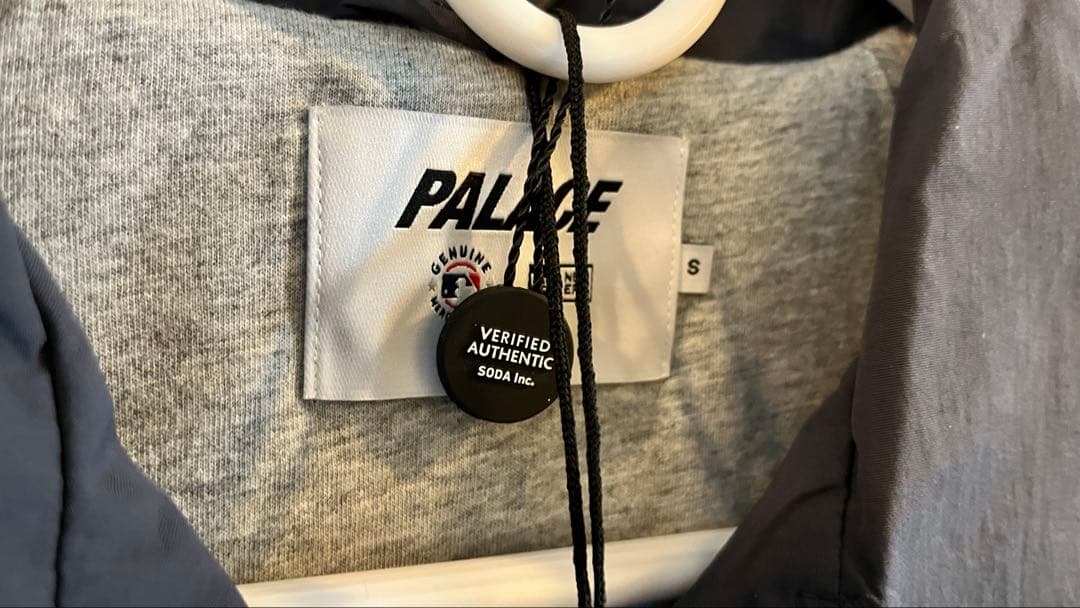 PALACE
GENUINE
S
VERIFIED
AUTHENTIC
SODA Inc.